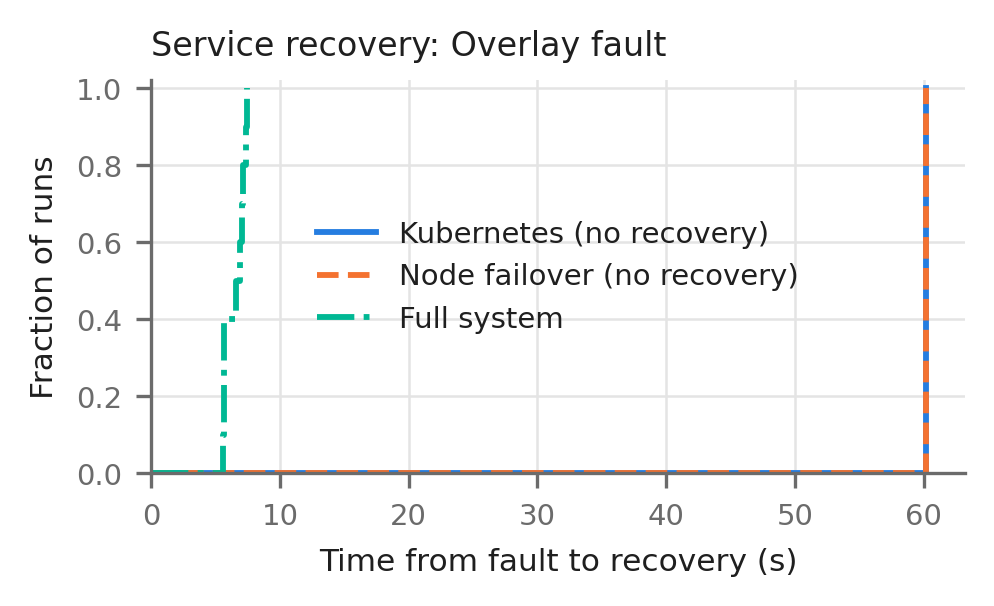 Service recovery: Overlay fault
Fraction of runs
1.0
0.8
0.6
0.4
0.2
0.0
Kubernetes (no recovery)
Node failover (no recovery)
Full system
0 10 20 30 40 50 60
Time from fault to recovery (s)